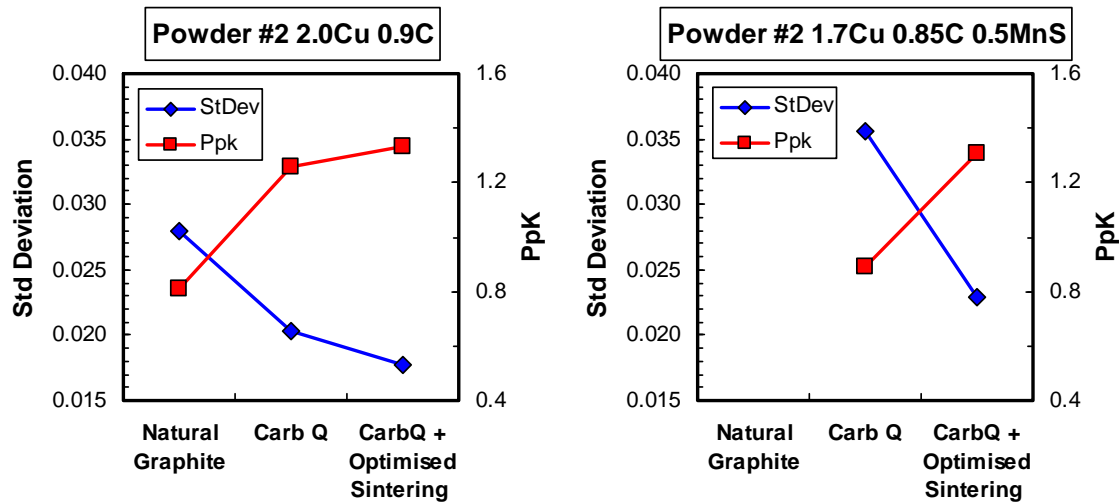 Powder #2 2.0Cu 0.9C
0.040
0.035
0.030
0.025
0.020
0.015
Std Deviation
StDev
Ppk
1.6
1.2
0.8
0.4
PpK
Natural
Graphite
Carb Q
CarbQ +
Optimised
Sintering
Powder #2 1.7Cu 0.85C 0.5MnS
0.040
0.035
0.030
0.025
0.020
0.015
Std Deviation
StDev
Ppk
1.6
1.2
0.8
0.4
PpK
Natural
Graphite
Carb Q
CarbQ +
Optimised
Sintering